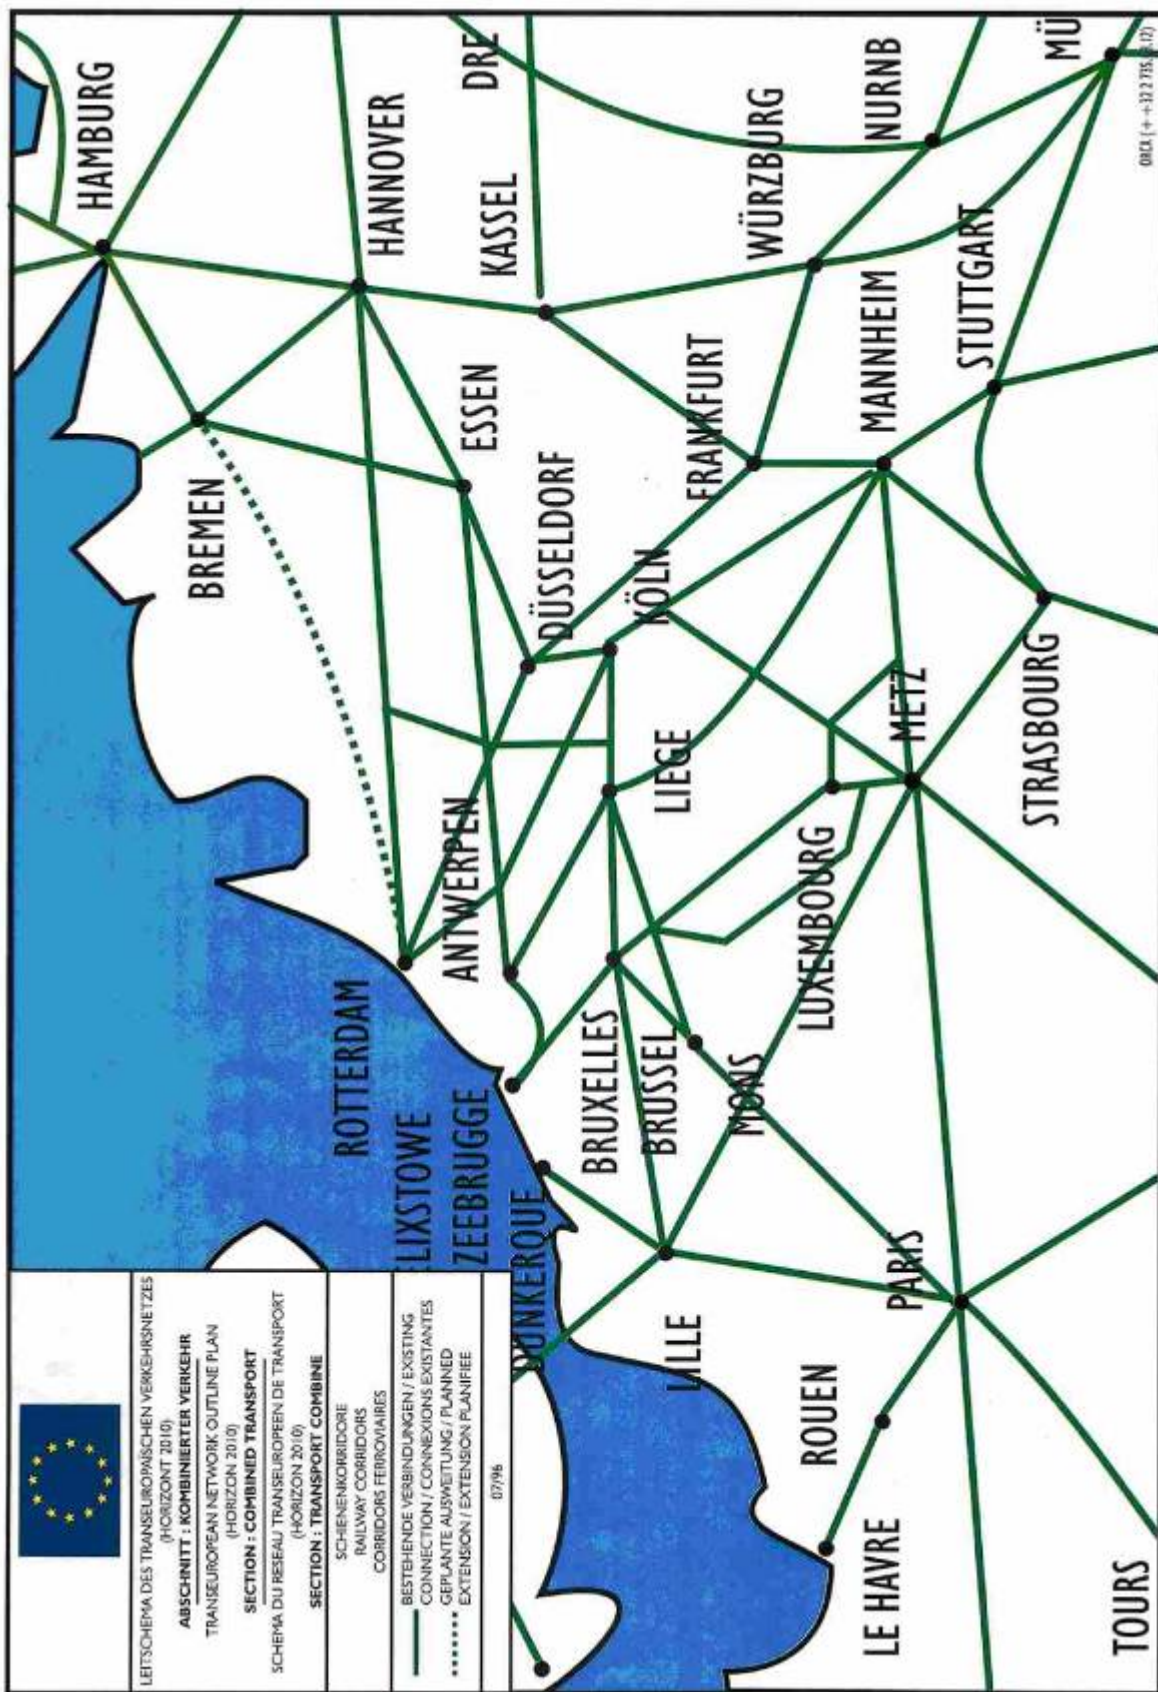 LEITSCHEMA DES TRANSEUROPÄISCHEN VERKEHRSNETZES
(HORIZONT 2010)
ABSCHNITT : KOMBINIERTER VERKEHR
TRANSEUROPEAN NETWORK OUTLINE PLAN
(HORIZON 2010)
SECTION : COMBINED TRANSPORT
SCHEMA DU RESEAU TRANSEUROPEEN DE TRANSPORT
(HORIZON 2010)
SECTION : TRANSPORT COMBINE
SCHIENENKORRIDORE
RAILWAY CORRIDORS
CORRIDORS FERROVIAIRES
BESTEHENDE VERBINDUNGEN / EXISTING
CONNECTION / CONNEXIONS EXISTANTES
GEPLANTE AUSWEITUNG / PLANNED
EXTENSION / EXTENSION PLANIFIEE
07/96
HAMBURG
BREMEN
HANNOVER
ROTTERDAM
ESSEN
KASSEL
DRE
ELIXSTOWE
ZEEBRUGGE
ANTWERPEN
DÜSSELDORF
DUNKERQUE
BRUXELLES
BRUSSEL
LIEGE
KÖLN
FRANKFURT
WÜRZBURG
LILLE
MONS
LUXEMBOURG
MANNHEIM
NURNB
ROUEN
PARIS
METZ
STUTTGART
LE HAVRE
STRASBOURG
MÜ
TOURS